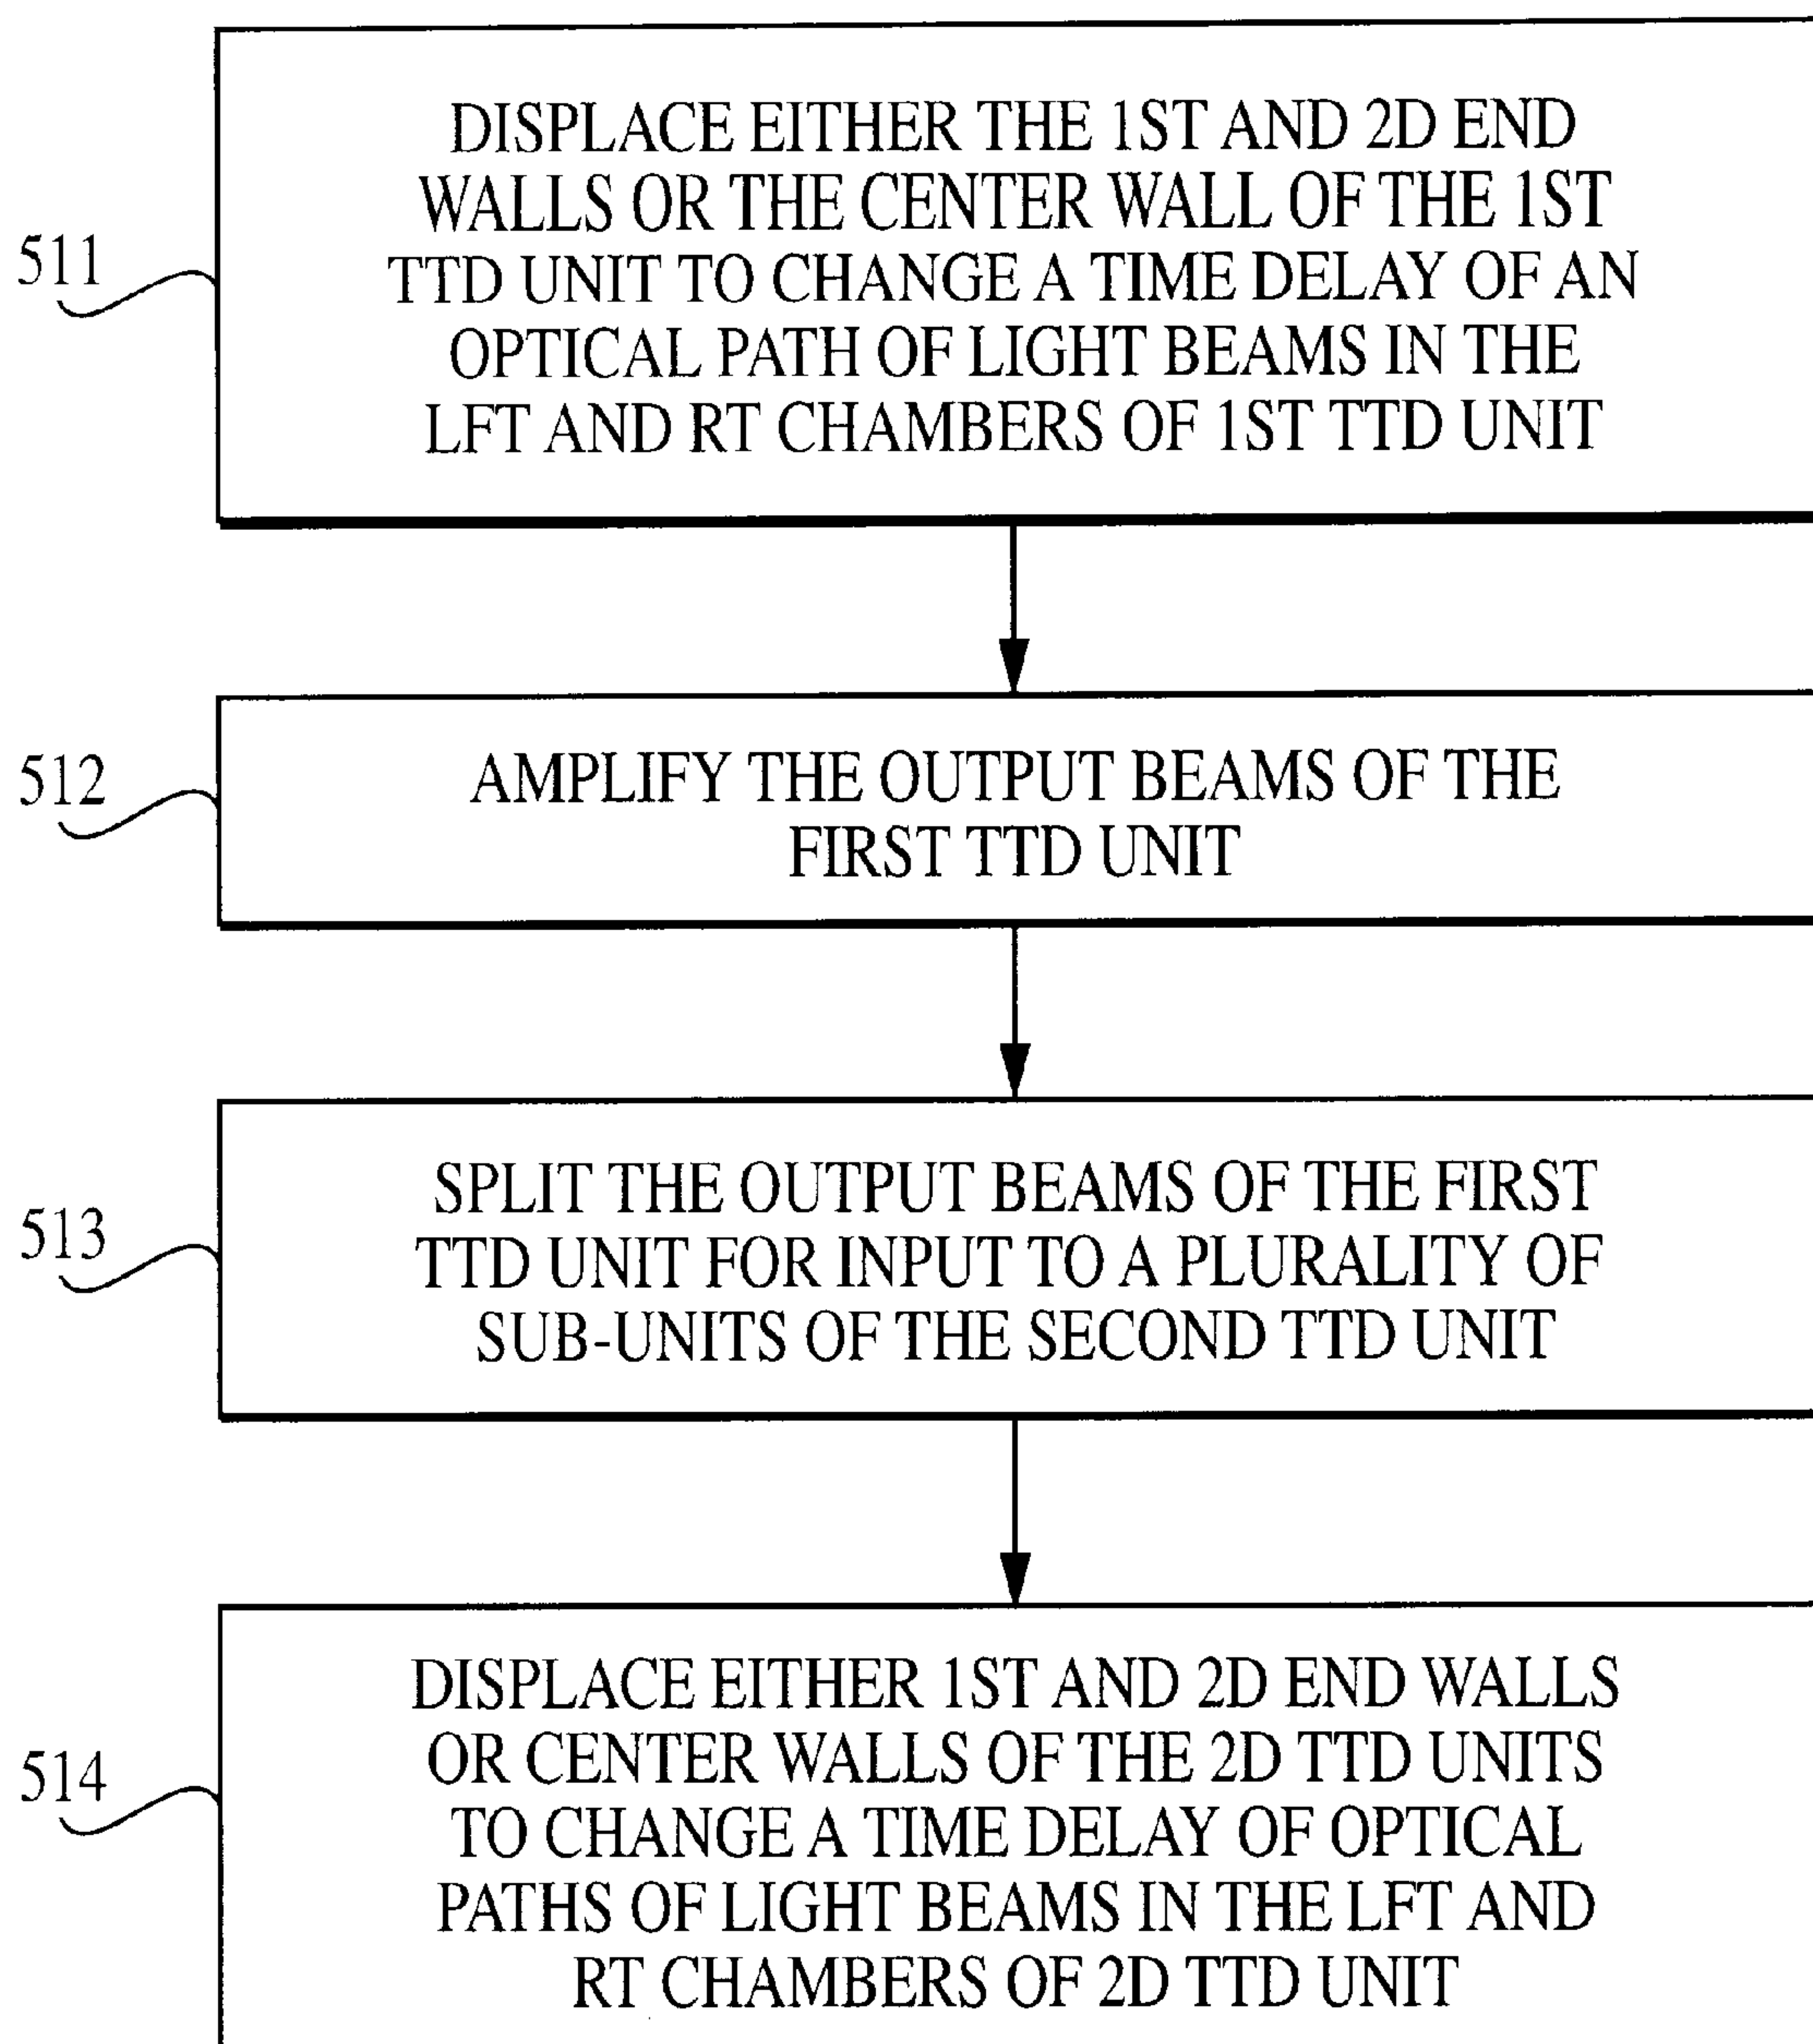 511
DISPLACE EITHER THE 1ST AND 2D END
WALLS OR THE CENTER WALL OF THE 1ST
TTD UNIT TO CHANGE A TIME DELAY OF AN
OPTICAL PATH OF LIGHT BEAMS IN THE
LFT AND RT CHAMBERS OF 1ST TTD UNIT
512
AMPLIFY THE OUTPUT BEAMS OF THE
FIRST TTD UNIT
513
SPLIT THE OUTPUT BEAMS OF THE FIRST
TTD UNIT FOR INPUT TO A PLURALITY OF
SUB-UNITS OF THE SECOND TTD UNIT
514
DISPLACE EITHER 1ST AND 2D END WALLS
OR CENTER WALLS OF THE 2D TTD UNITS
TO CHANGE A TIME DELAY OF OPTICAL
PATHS OF LIGHT BEAMS IN THE LFT AND
RT CHAMBERS OF 2D TTD UNIT